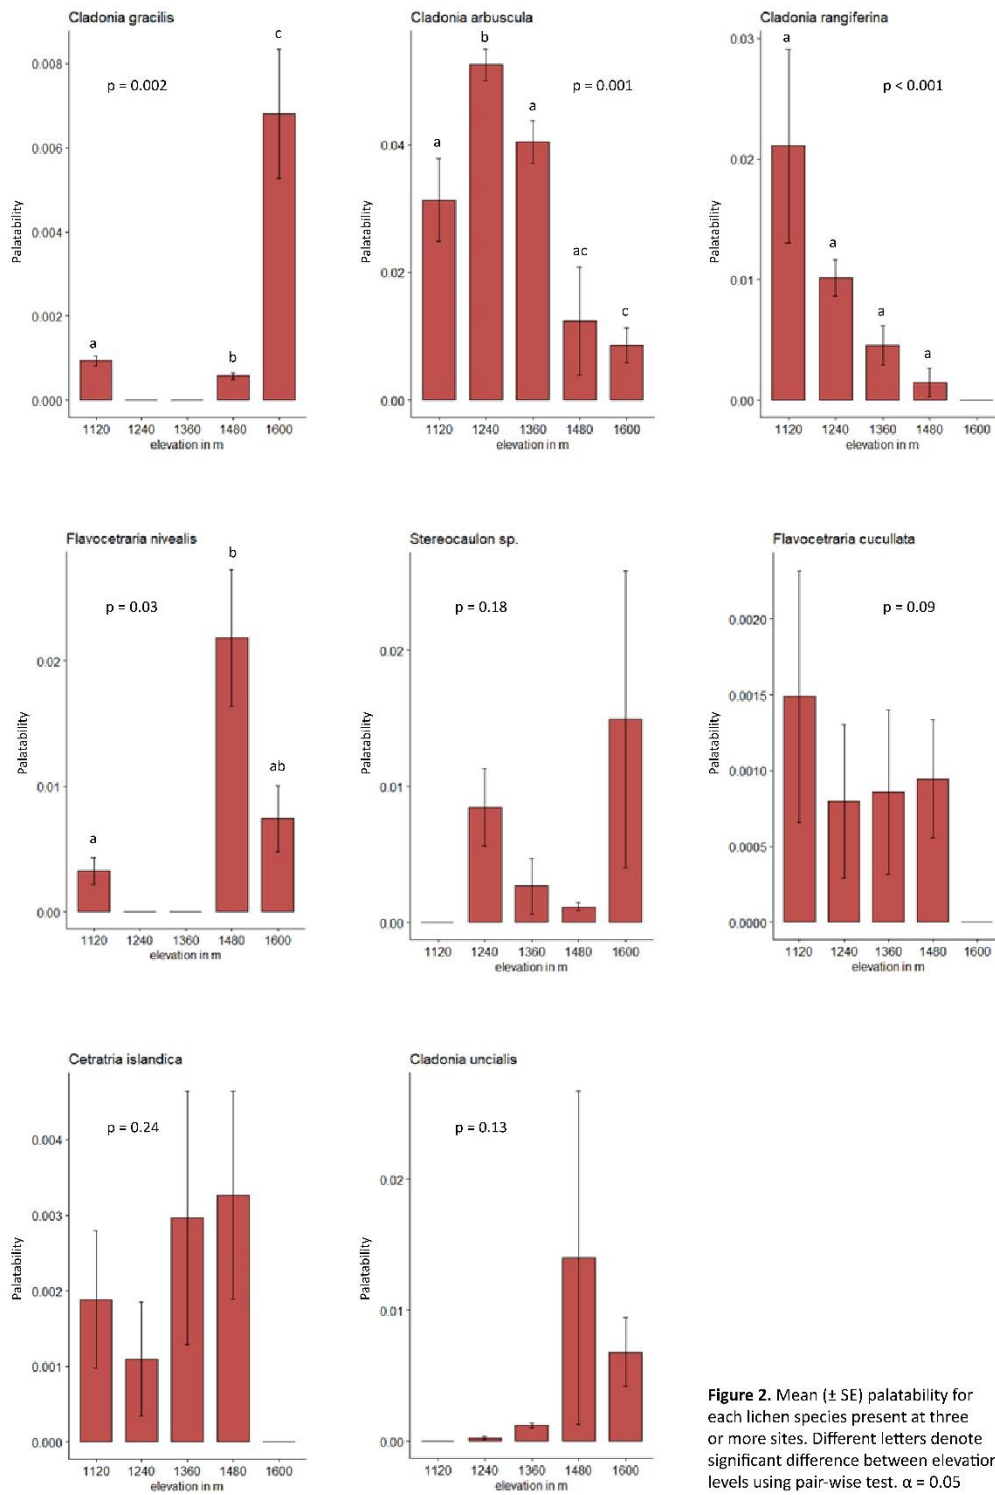 Cladonia gracilis
c
p = 0.002
0.008
0.006
0.004
0.002
0.000
Palatability
a
b
1120 1240 1360 1480 1600
elevation in m
Cladonia arbuscula
b
p = 0.001
a
a
ac
c
0.04
0.02
0.00
Palatability
1120 1240 1360 1480 1600
elevation in m
Cladonia rangiferina
a
p < 0.001
a
a
a
0.03
0.02
0.01
0.00
Palatability
1120 1240 1360 1480 1600
elevation in m
Flavocetraria nivealis
b
p = 0.03
ab
a
0.02
0.01
0.00
Palatability
1120 1240 1360 1480 1600
elevation in m
Stereocaulon sp.
p = 0.18
0.02
0.01
0.00
Palatability
1120 1240 1360 1480 1600
elevation in m
Flavocetraria cucullata
p = 0.09
0.0020
0.0015
0.0010
0.0005
0.0000
Palatability
1120 1240 1360 1480 1600
elevation in m
Cetratria islandica
p = 0.24
0.004
0.003
0.002
0.001
0.000
Palatability
1120 1240 1360 1480 1600
elevation in m
Cladonia uncialis
p = 0.13
0.02
0.01
0.00
Palatability
1120 1240 1360 1480 1600
elevation in m
Figure 2. Mean (± SE) palatability for
each lichen species present at three
or more sites. Different letters denote
significant difference between elevation
levels using pair-wise test. α = 0.05